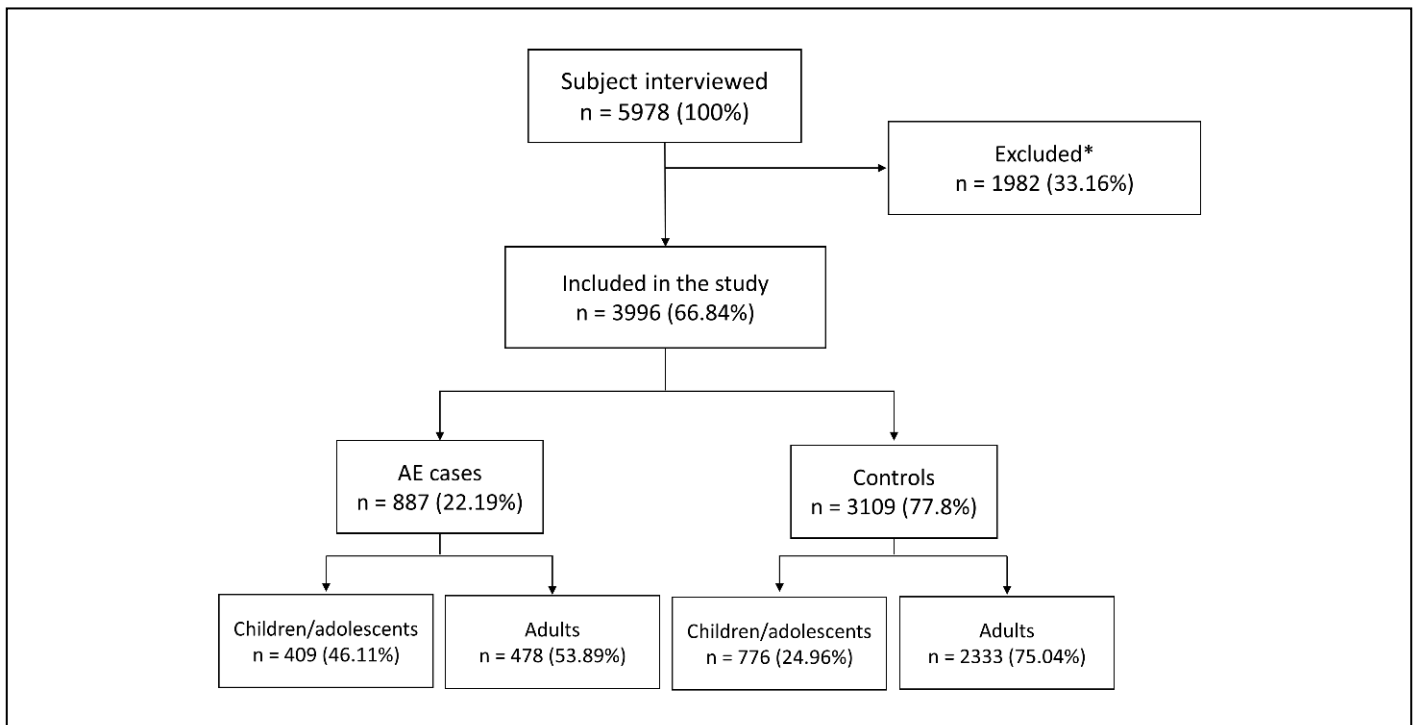 Subject interviewed
n = 5978 (100%)
Excluded*
n = 1982 (33.16%)
Included in the study
n = 3996 (66.84%)
AE cases
n = 887 (22.19%)
Controls
n = 3109 (77.8%)
Children/adolescents
n = 409 (46.11%)
Adults
n = 478 (53.89%)
Children/adolescents
n = 776 (24.96%)
Adults
n = 2333 (75.04%)